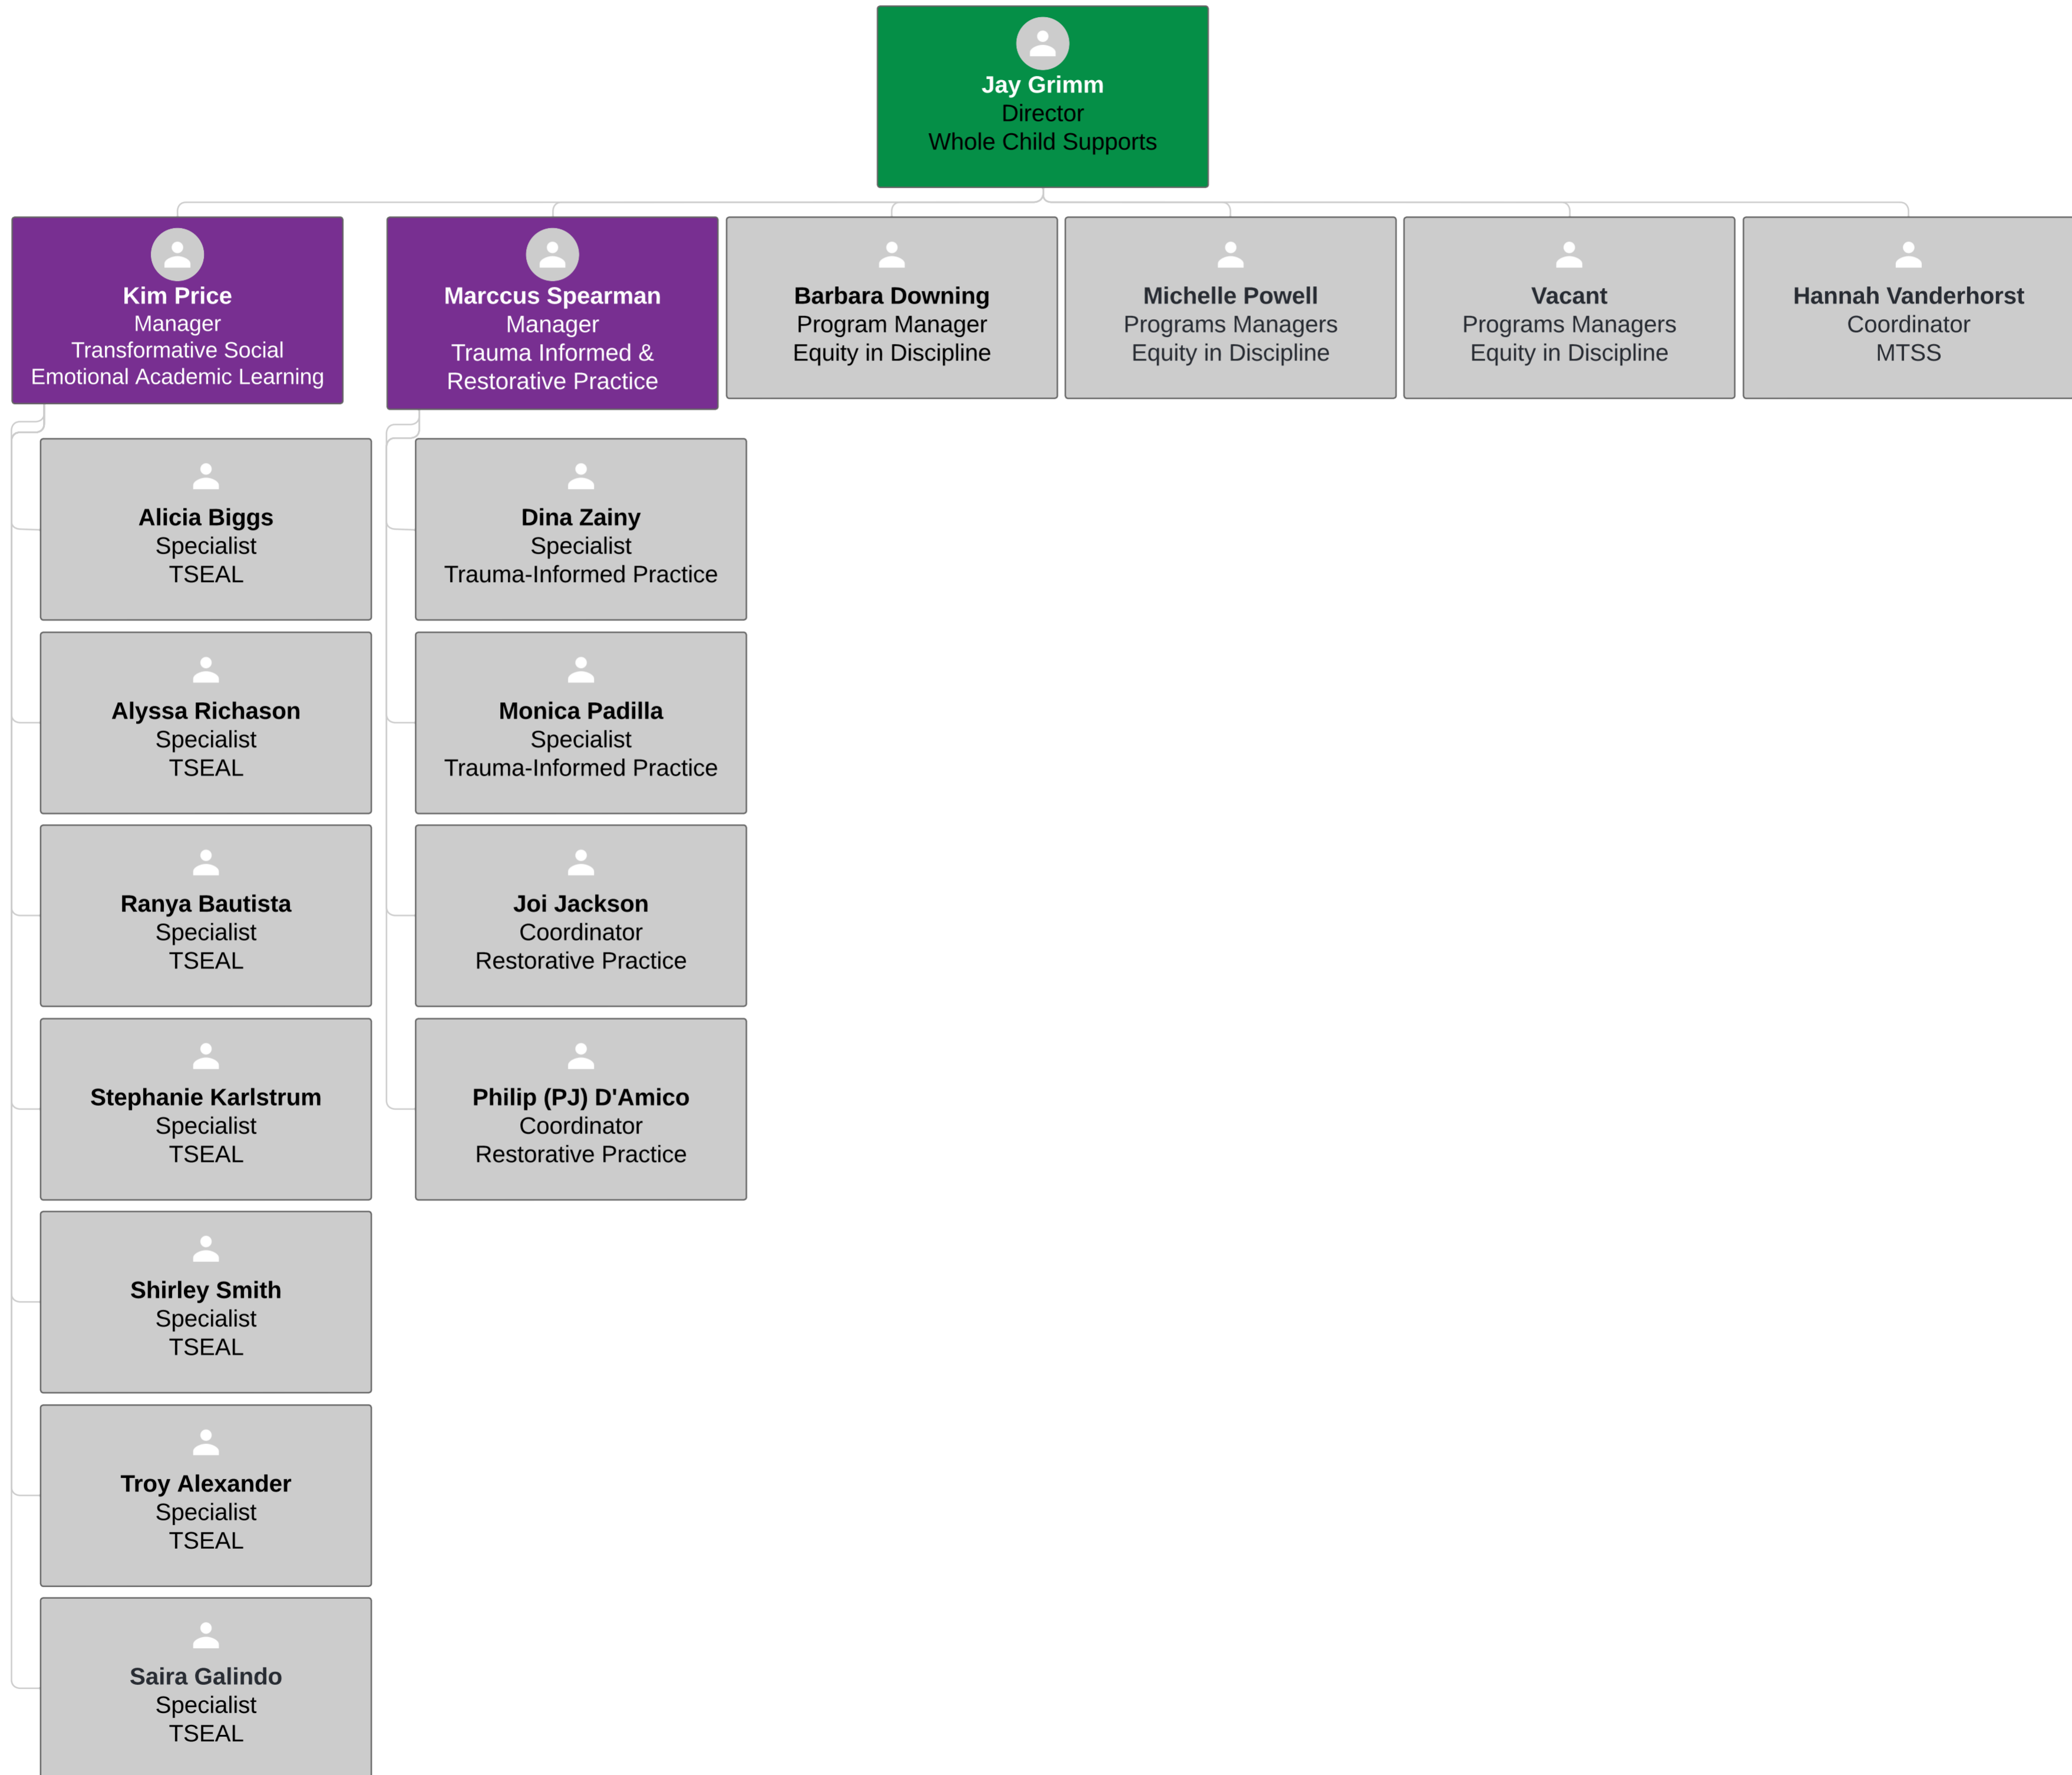 Jay Grimm
Director
Whole Child Supports
Kim Price
Manager
Transformative Social
Emotional Academic Learning
Marccus Spearman
Manager
Trauma Informed &
Restorative Practice
Barbara Downing
Program Manager
Equity in Discipline
Michelle Powell
Programs Managers
Equity in Discipline
Vacant
Programs Managers
Equity in Discipline
Hannah Vanderhorst
Coordinator
MTSS
Alicia Biggs
Specialist
TSEAL
Alyssa Richason
Specialist
TSEAL
Ranya Bautista
Specialist
TSEAL
Stephanie Karlstrum
Specialist
TSEAL
Shirley Smith
Specialist
TSEAL
Troy Alexander
Specialist
TSEAL
Saira Galindo
Specialist
TSEAL
Dina Zainy
Specialist
Trauma-Informed Practice
Monica Padilla
Specialist
Trauma-Informed Practice
Joi Jackson
Coordinator
Restorative Practice
Philip (PJ) D'Amico
Coordinator
Restorative Practice